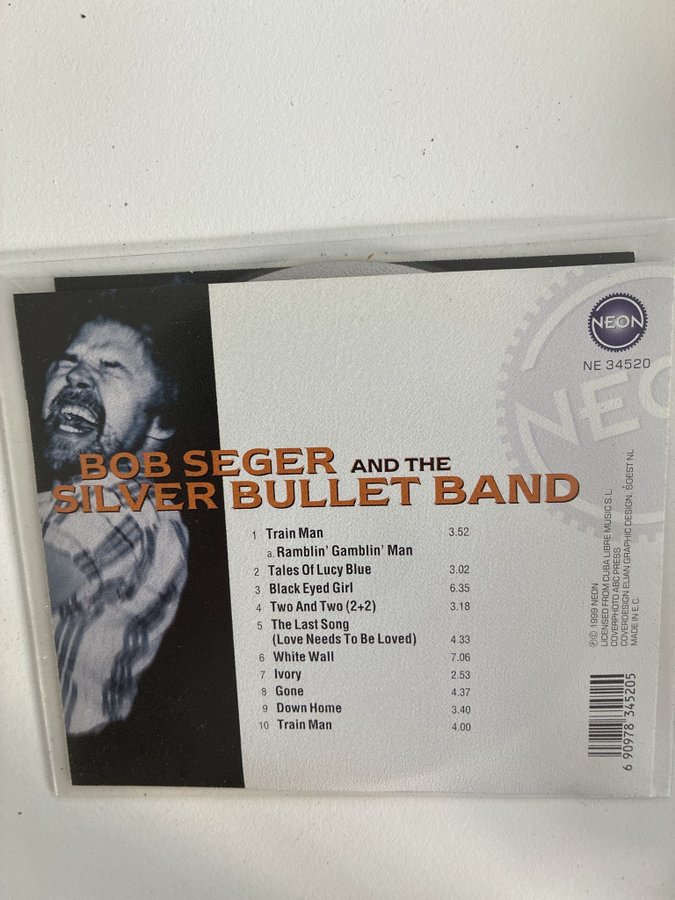 NEON
NE 34520
NEO
BOB SEGER AND THE
SILVER BULLET BAND
1 Train Man 3.52
a. Ramblin' Gamblin' Man
2 Tales Of Lucy Blue 3.02
3 Black Eyed Girl 6.35
4 Two And Two (2+2) 3.18
5 The Last Song
(Love Needs To Be Loved) 4.33
6 White Wall 7.06
7 Ivory 2.53
8 Gone 4.37
9 Down Home 3.40
10 Train Man 4.00
℗ © 1999 NEON
LICENSED FROM CUBA LIBRE MUSIC S.L.
COVERPHOTO ABC PRESS
COVERDESIGN ELIAN GRAPHIC DESIGN, SOEST NL
MADE IN E.C.
6 90978 345205